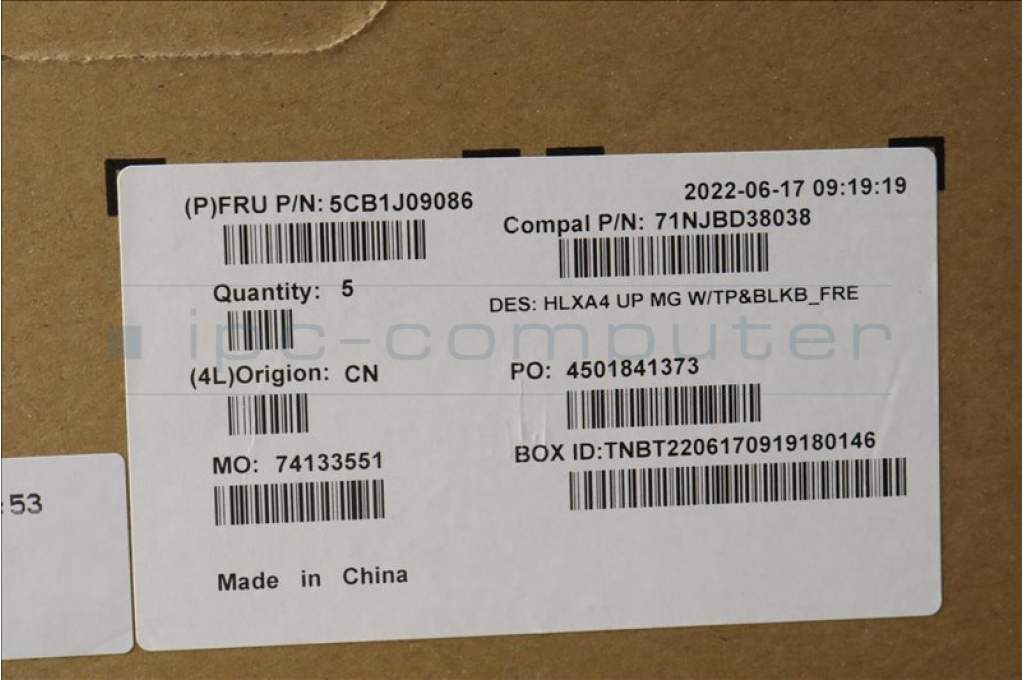 (P)FRU P/N: 5CB1J09086
2022-06-17 09:19:19
Compal P/N: 71NJBD38038
Quantity: 5
DES: HLXA4 UP MG W/TP&BLKB_FRE
ipc-computer
(4L)Origion: CN
PO: 4501841373
MO: 74133551
BOX ID:TNBT2206170919180146
:53
Made in China